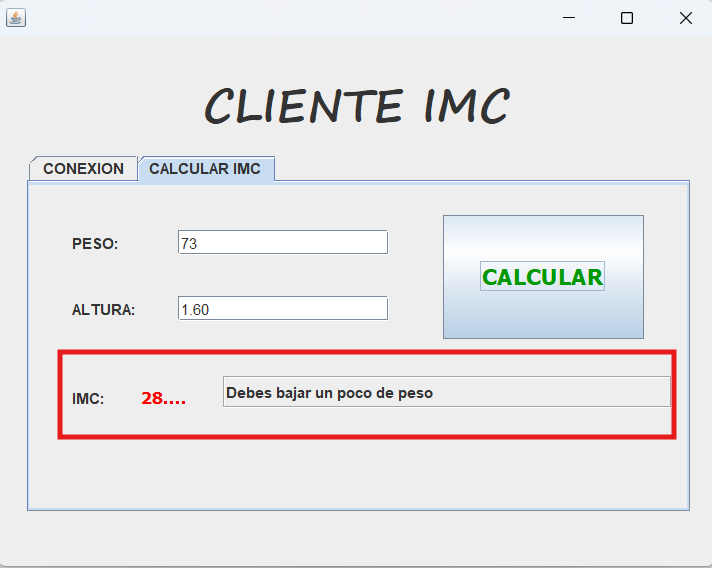 CLIENTE IMC
CONEXION CALCULAR IMC
PESO: 73
CALCULAR
ALTURA: 1.60
IMC: 28.... Debes bajar un poco de peso